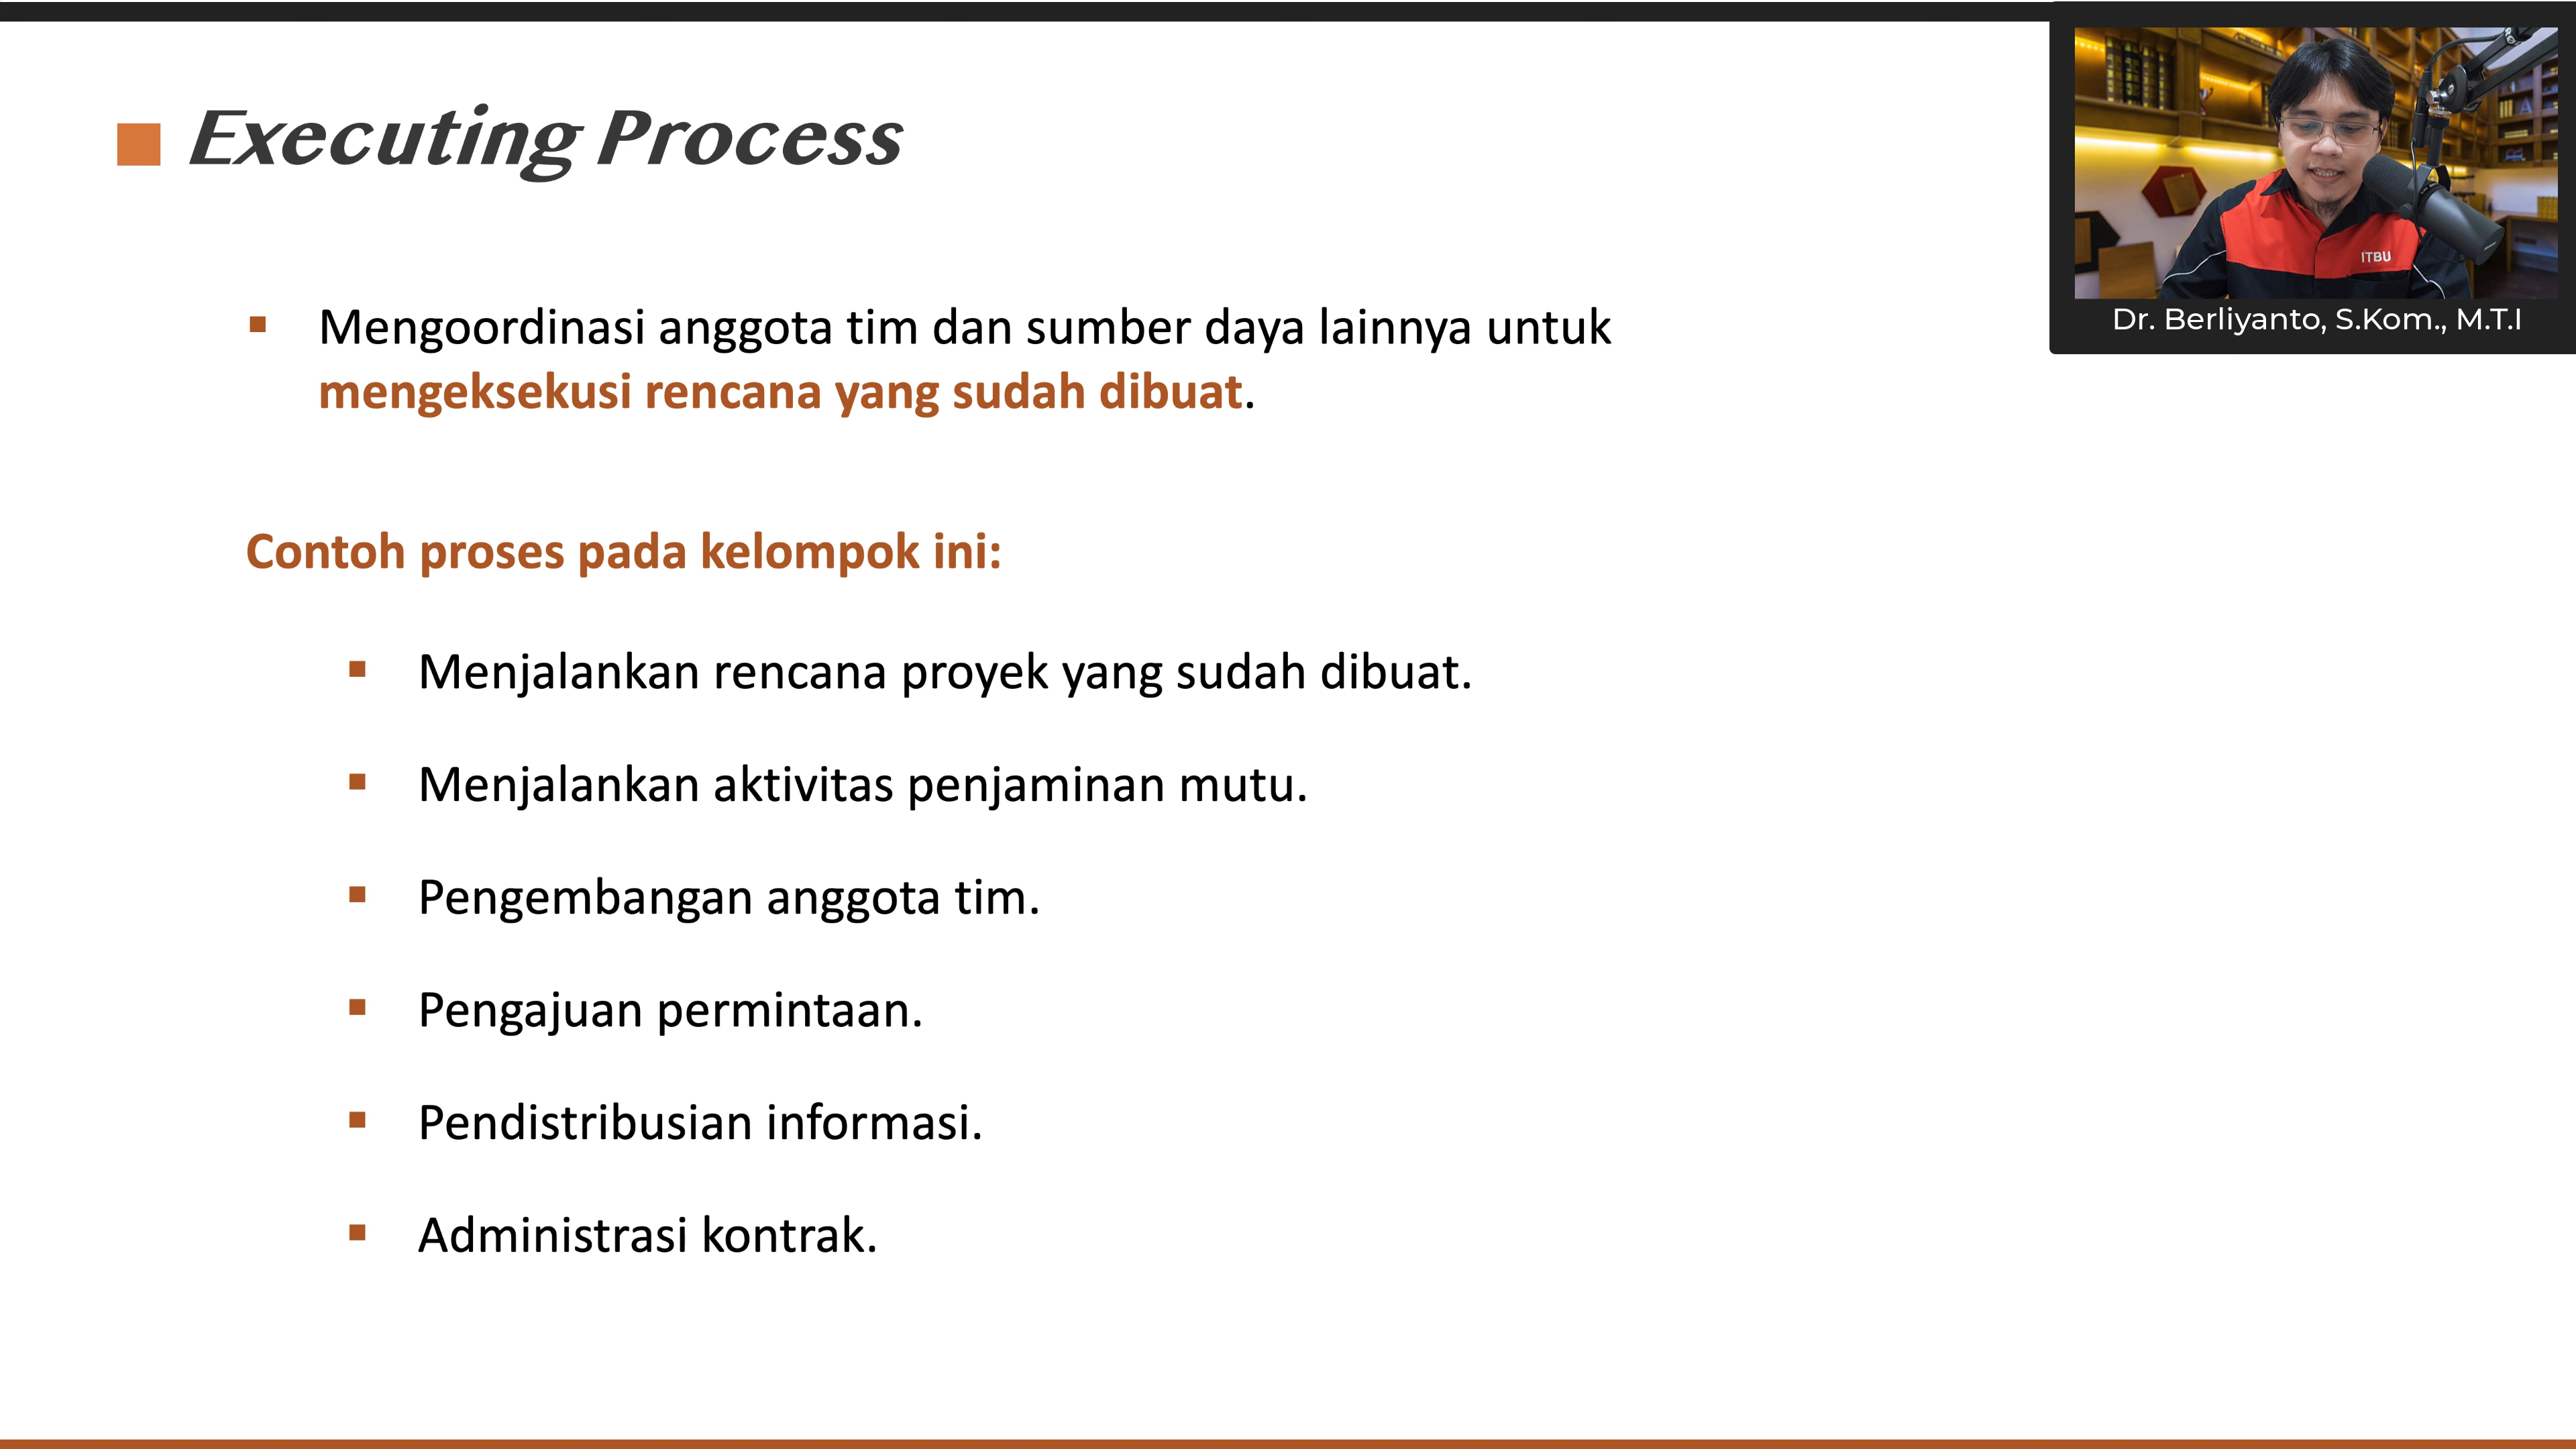 Executing Process
Mengoordinasi anggota tim dan sumber daya lainnya untuk
mengeksekusi rencana yang sudah dibuat.
Contoh proses pada kelompok ini:
Menjalankan rencana proyek yang sudah dibuat.
Menjalankan aktivitas penjaminan mutu.
Pengembangan anggota tim.
Pengajuan permintaan.
Pendistribusian informasi.
Administrasi kontrak.
ITBU
Dr. Berliyanto, S.Kom., M.T.I